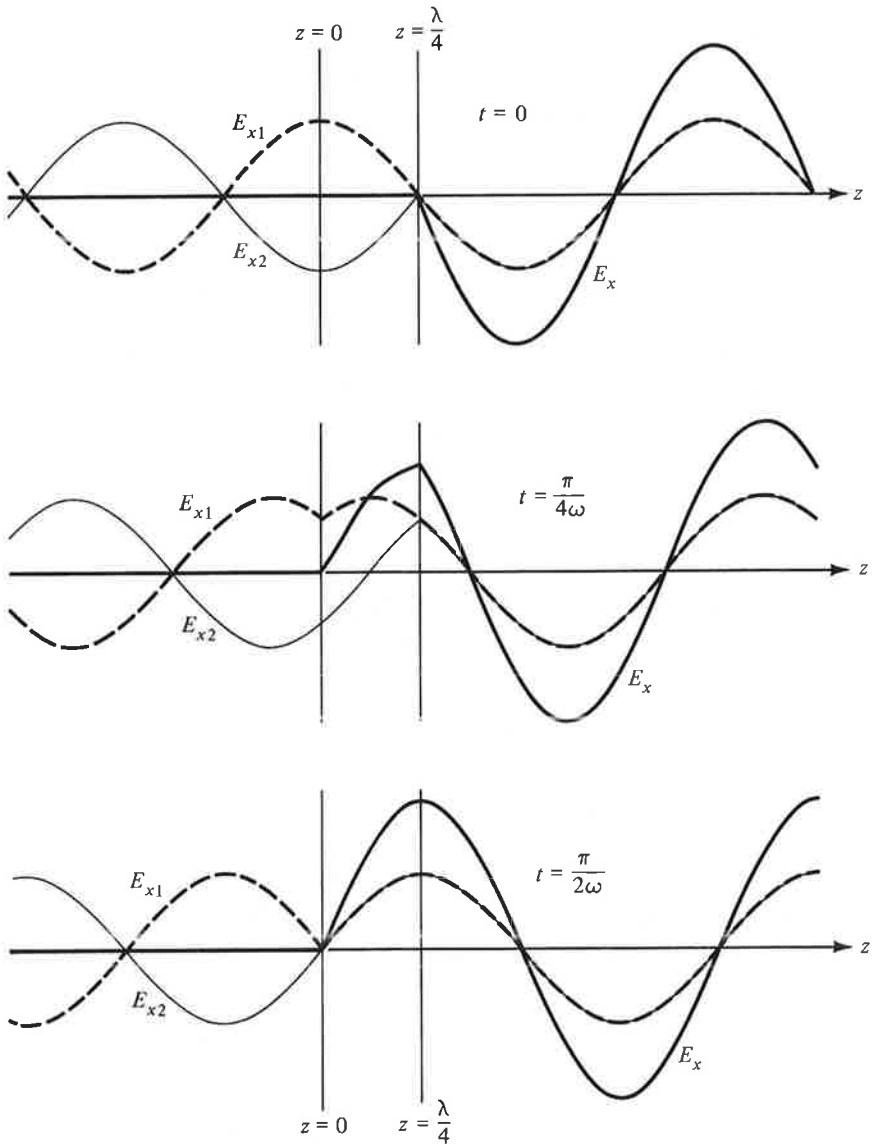 z = 0
z = λ/4
E_x1
t = 0
z
E_x2
E_x
E_x1
t = π/4ω
z
E_x2
E_x
E_x1
t = π/2ω
z
E_x2
E_x
z = 0
z = λ/4